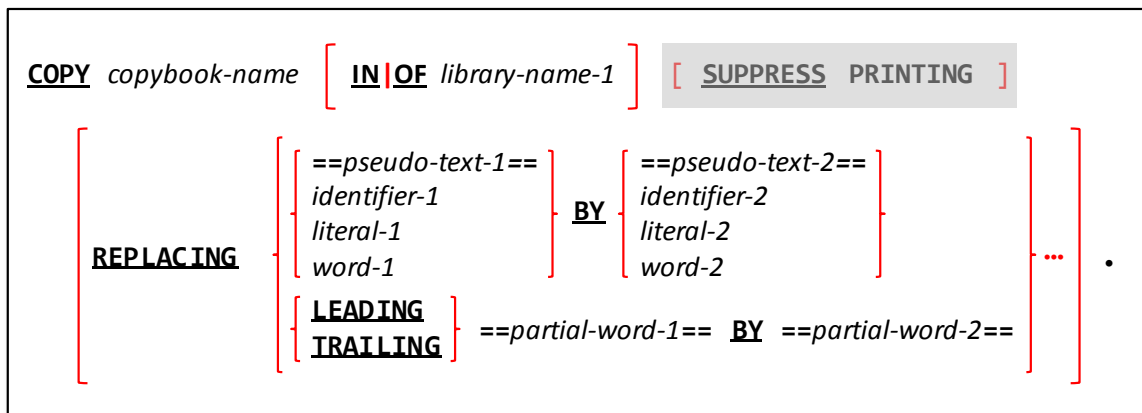 COPY copybook-name [ IN|OF library-name-1 ] [ SUPPRESS PRINTING ]
==pseudo-text-1== ==pseudo-text-2==
identifier-1 identifier-2
literal-1 BY literal-2
word-1 word-2
REPLACING ... .
LEADING
TRAILING ==partial-word-1== BY ==partial-word-2==